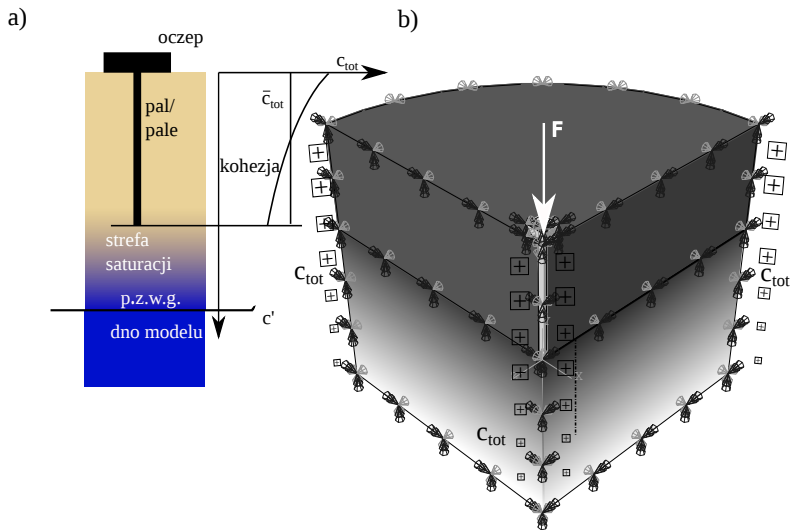 a)
oczep
c_tot
c̄_tot
pal/
pale
kohezja
strefa
saturacji
p.z.w.g.
c'
dno modelu
b)
F
c_tot
c_tot
c_tot
x